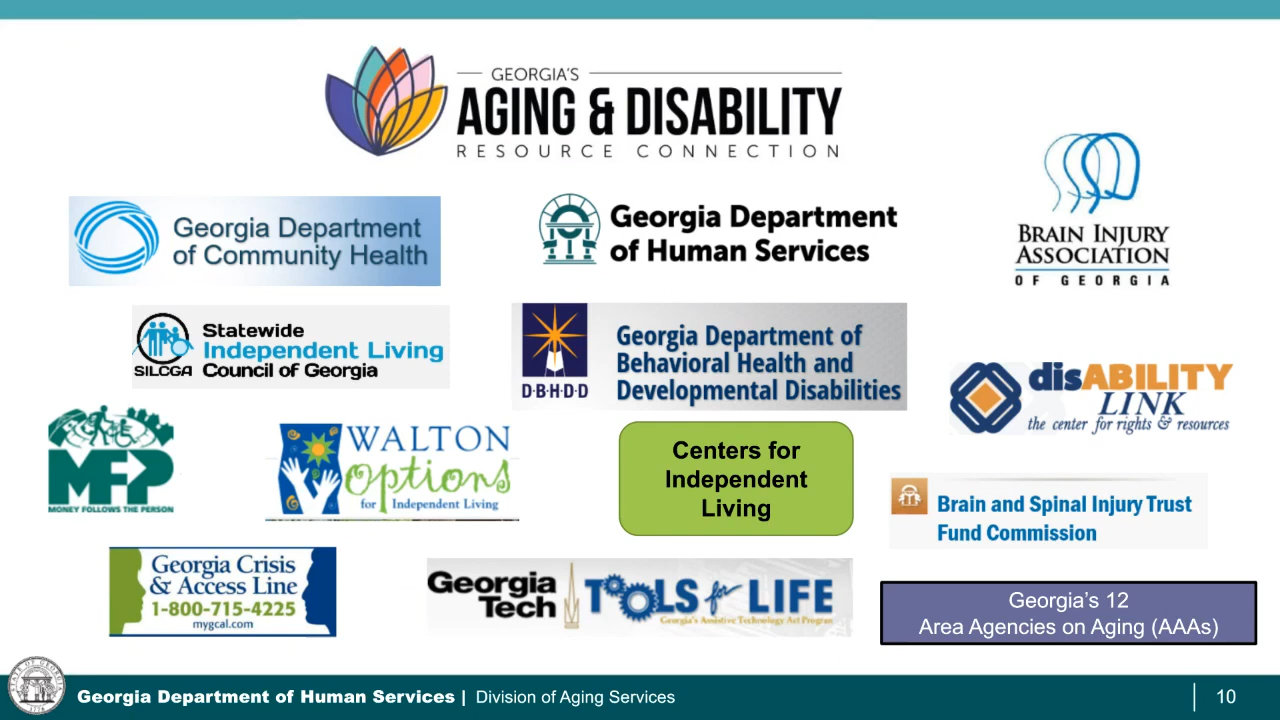 GEORGIA'S
AGING & DISABILITY
RESOURCE CONNECTION
Georgia Department
of Community Health
Georgia Department
of Human Services
BRAIN INJURY
ASSOCIATION
OF GEORGIA
SILCGA
Statewide
Independent Living
Council of Georgia
D·B·H·D·D
Georgia Department of
Behavioral Health and
Developmental Disabilities
disABILITY
LINK
the center for rights & resources
MFP
MONEY FOLLOWS THE PERSON
WALTON
options
for Independent Living
Centers for
Independent
Living
Brain and Spinal Injury Trust
Fund Commission
Georgia Crisis
& Access Line
1-800-715-4225
mygcal.com
Georgia
Tech
TOOLS for LIFE
Georgia's Assistive Technology Act Program
Georgia's 12
Area Agencies on Aging (AAAs)
STATE OF GEORGIA
1776
Georgia Department of Human Services | Division of Aging Services
10